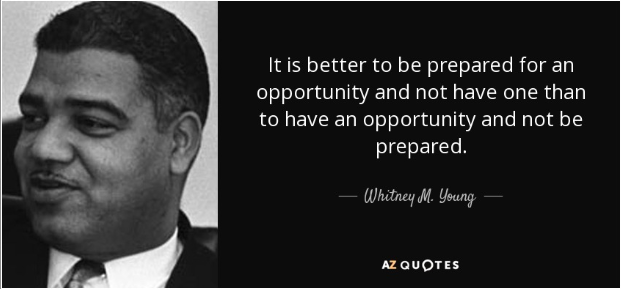 It is better to be prepared for an
opportunity and not have one than
to have an opportunity and not be
prepared.
Whitney M. Young
AZ QUOTES